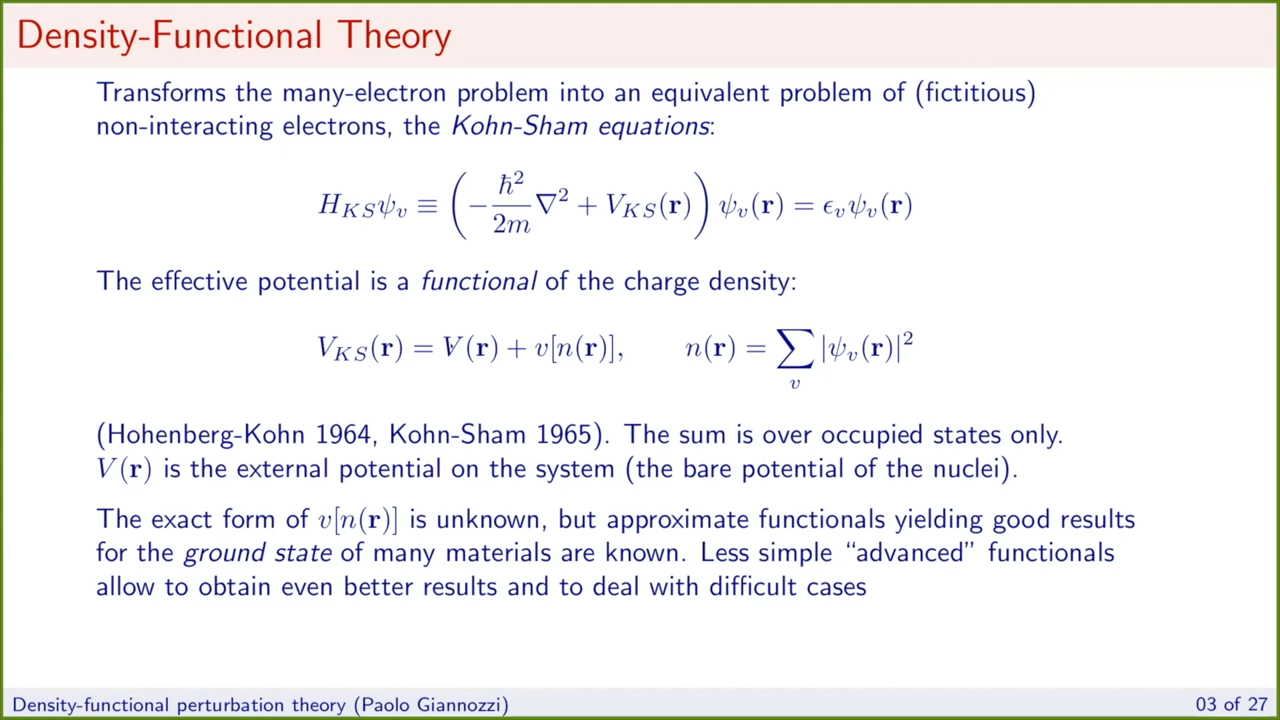 Density-Functional Theory
Transforms the many-electron problem into an equivalent problem of (fictitious)
non-interacting electrons, the Kohn-Sham equations:
H_{KS}ψ_v ≡ (−ħ²/2m ∇² + V_{KS}(r)) ψ_v(r) = ϵ_vψ_v(r)
The effective potential is a functional of the charge density:
V_{KS}(r) = V(r) + v[n(r)], n(r) = ∑_v |ψ_v(r)|²
(Hohenberg-Kohn 1964, Kohn-Sham 1965). The sum is over occupied states only.
V(r) is the external potential on the system (the bare potential of the nuclei).
The exact form of v[n(r)] is unknown, but approximate functionals yielding good results
for the ground state of many materials are known. Less simple “advanced” functionals
allow to obtain even better results and to deal with difficult cases
Density-functional perturbation theory (Paolo Giannozzi)
03 of 27